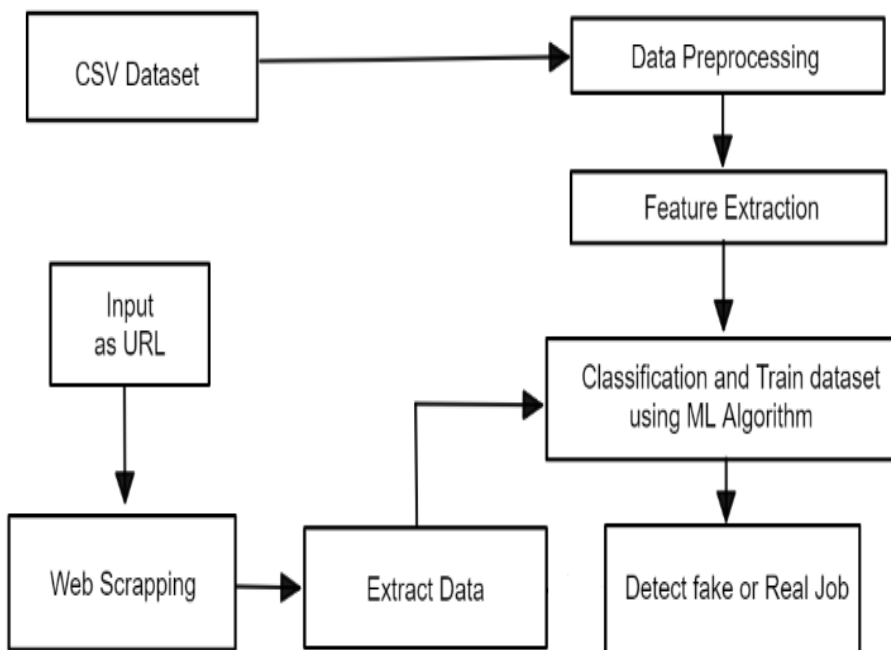 CSV Dataset
Data Preprocessing
Feature Extraction
Input
as URL
Classification and Train dataset
using ML Algorithm
Web Scrapping
Extract Data
Detect fake or Real Job